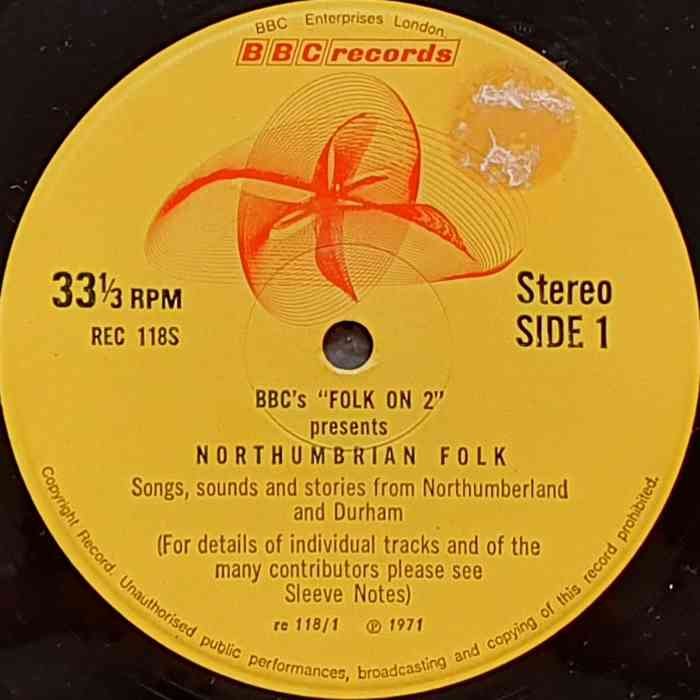 BBC Enterprises London.
BBC records
33⅓ RPM
REC 118S
Stereo
SIDE 1
BBC's "FOLK ON 2"
presents
NORTHUMBRIAN FOLK
Songs, sounds and stories from Northumberland
and Durham
(For details of individual tracks and of the
many contributors please see
Sleeve Notes)
rc 118/1 ℗ 1971
Copyright Record. Unauthorised public performances, broadcasting and copying of this record prohibited.